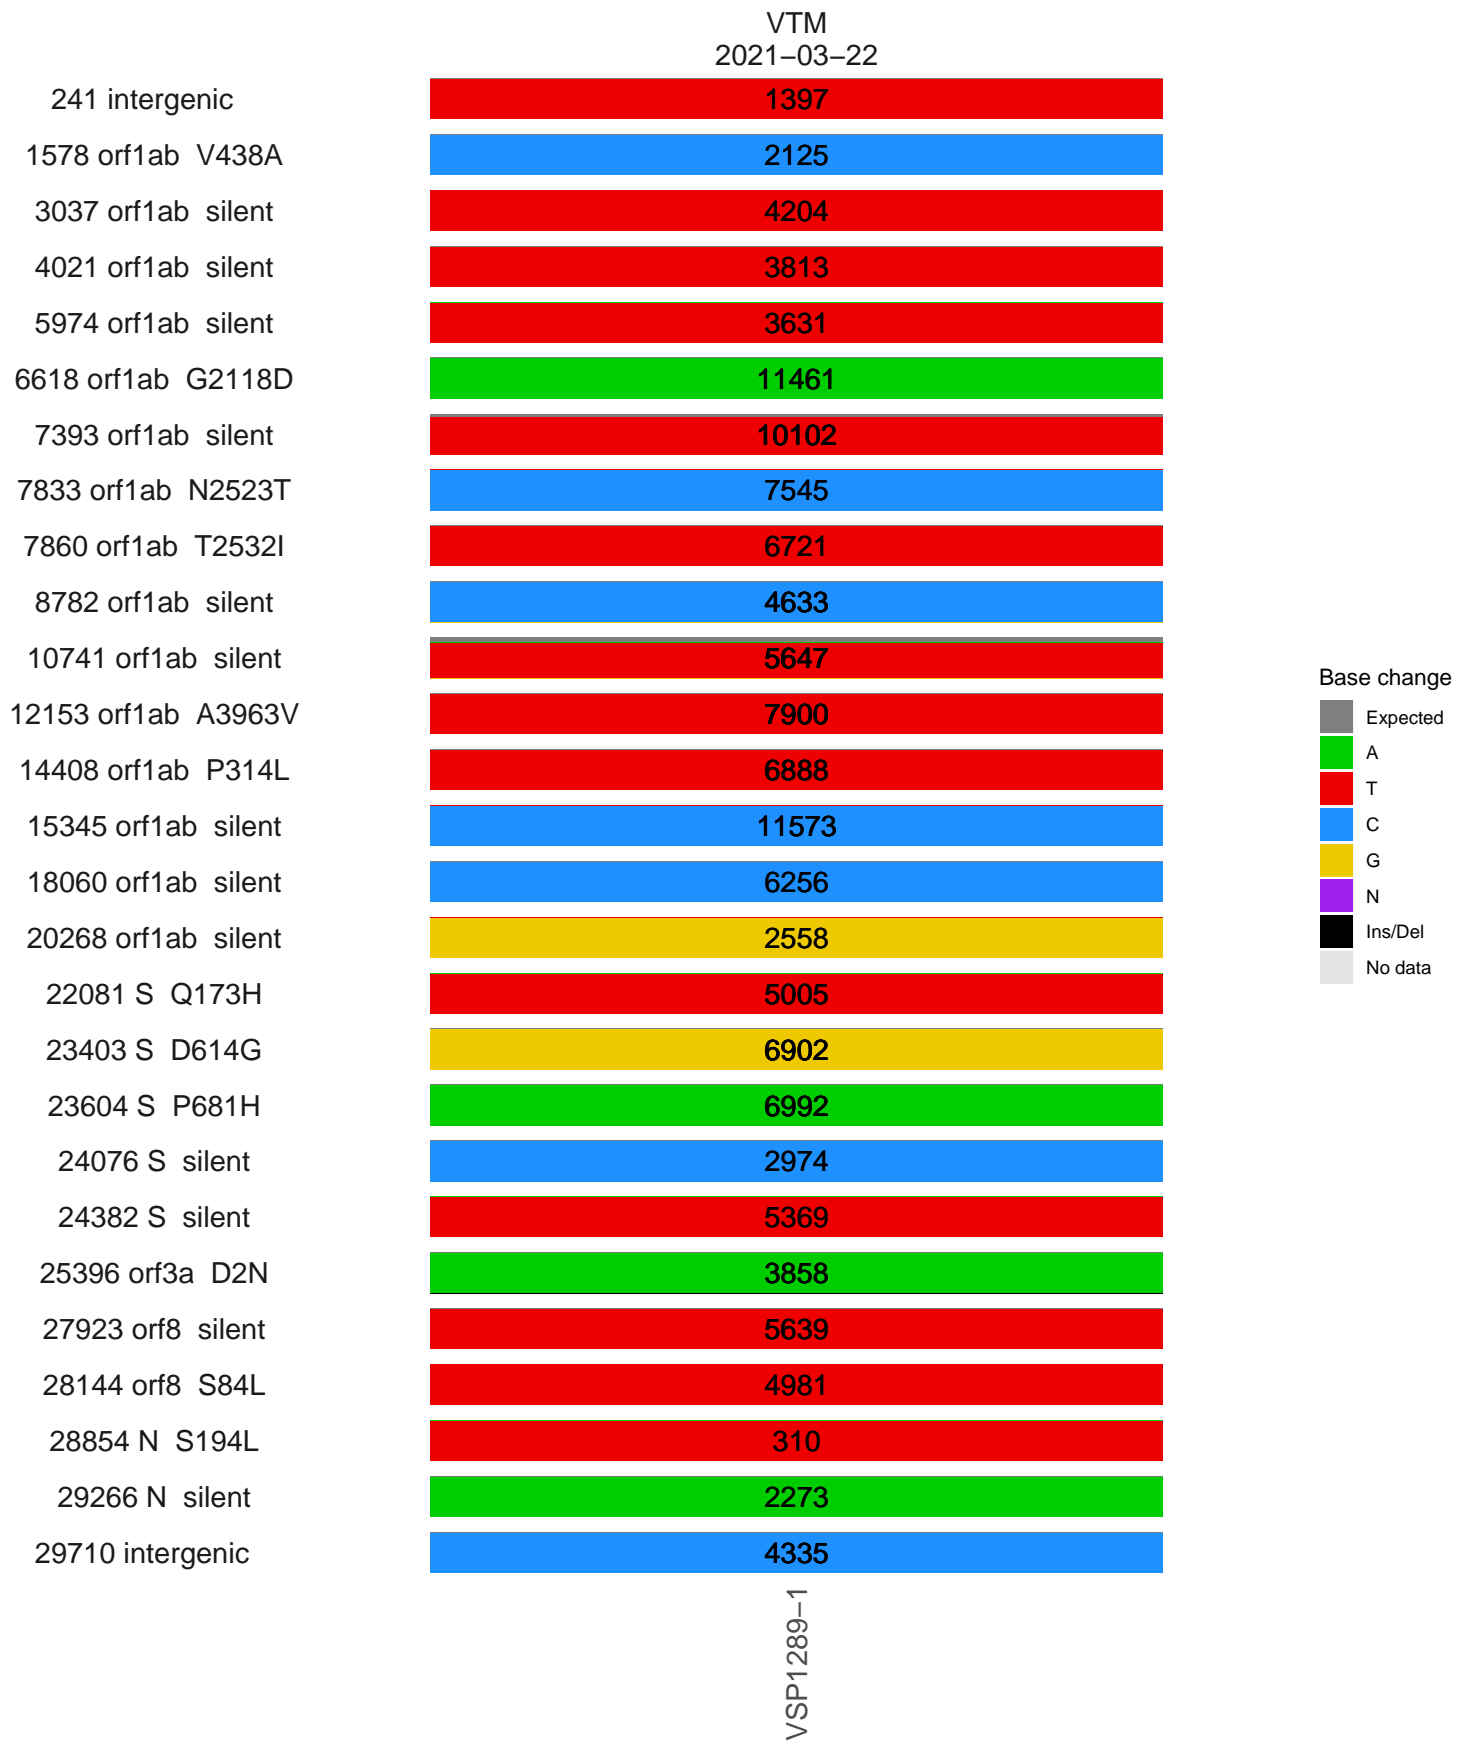 VTM
2021−03−22
241 intergenic 1397
1578 orf1ab V438A 2125
3037 orf1ab silent 4204
4021 orf1ab silent 3813
5974 orf1ab silent 3631
6618 orf1ab G2118D 11461
7393 orf1ab silent 10102
7833 orf1ab N2523T 7545
7860 orf1ab T2532I 6721
8782 orf1ab silent 4633
10741 orf1ab silent 5647
12153 orf1ab A3963V 7900
14408 orf1ab P314L 6888
15345 orf1ab silent 11573
18060 orf1ab silent 6256
20268 orf1ab silent 2558
22081 S Q173H 5005
23403 S D614G 6902
23604 S P681H 6992
24076 S silent 2974
24382 S silent 5369
25396 orf3a D2N 3858
27923 orf8 silent 5639
28144 orf8 S84L 4981
28854 N S194L 310
29266 N silent 2273
29710 intergenic 4335
VSP1289−1
Base change
Expected
A
T
C
G
N
Ins/Del
No data